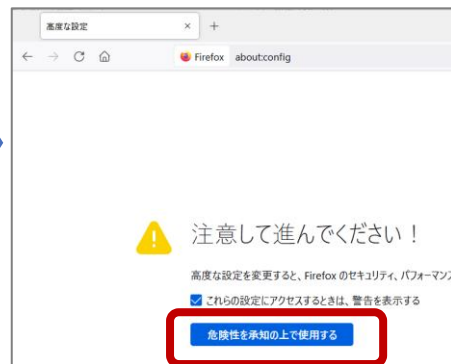 高度な設定
Firefox about:config
注意して進んでください！
高度な設定を変更すると、Firefox のセキュリティ、パフォーマンス
これらの設定にアクセスするときは、警告を表示する
危険性を承知の上で使用する